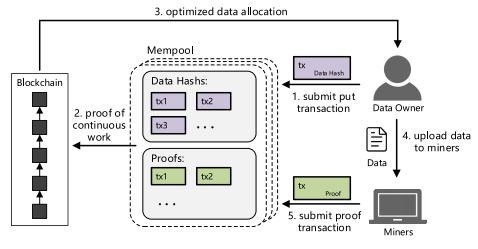 3. optimized data allocation
Mempool
Blockchain
Data Hashes:
tx1
tx2
tx3
...
2. proof of
continuous
work
Proofs:
tx1
tx2
...
tx
Data Hash
1. submit put
transaction
Data Owner
Data
4. upload data
to miners
tx
Proof
5. submit proof
transaction
Miners